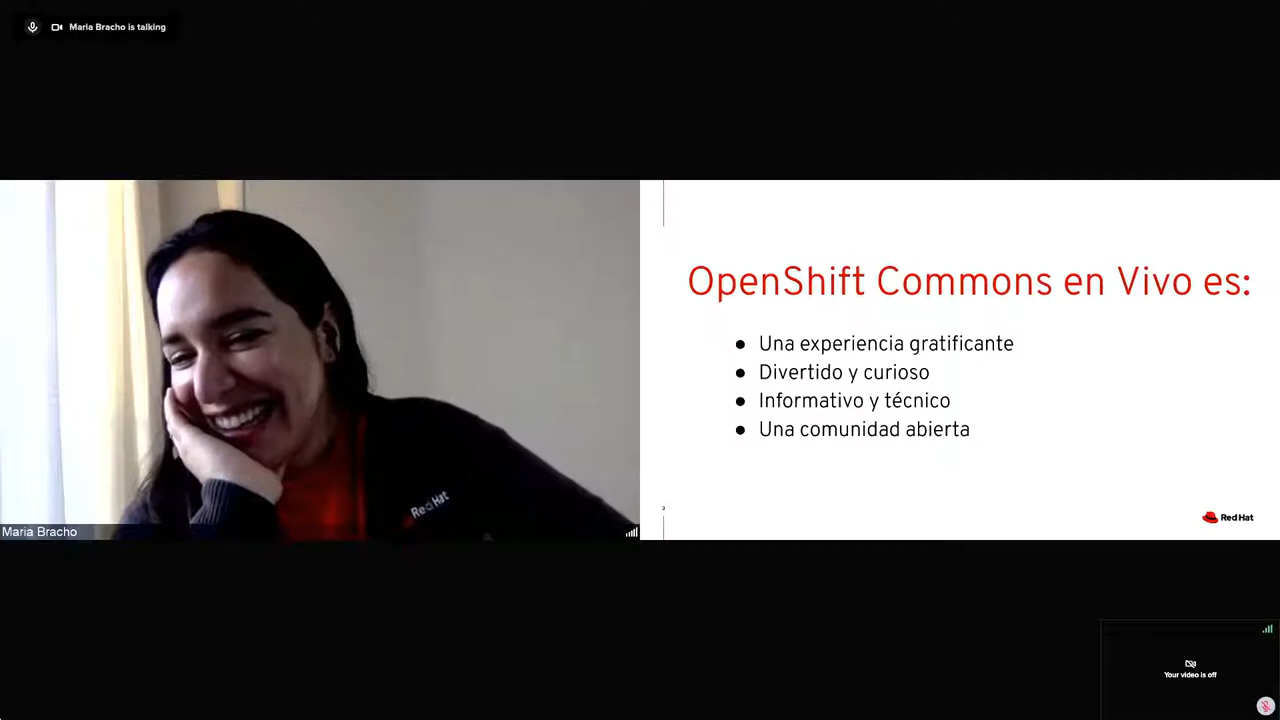 Maria Bracho is talking
OpenShift Commons en Vivo es:
● Una experiencia gratificante
● Divertido y curioso
● Informativo y técnico
● Una comunidad abierta
Red Hat
Maria Bracho
Red Hat
Your video is off